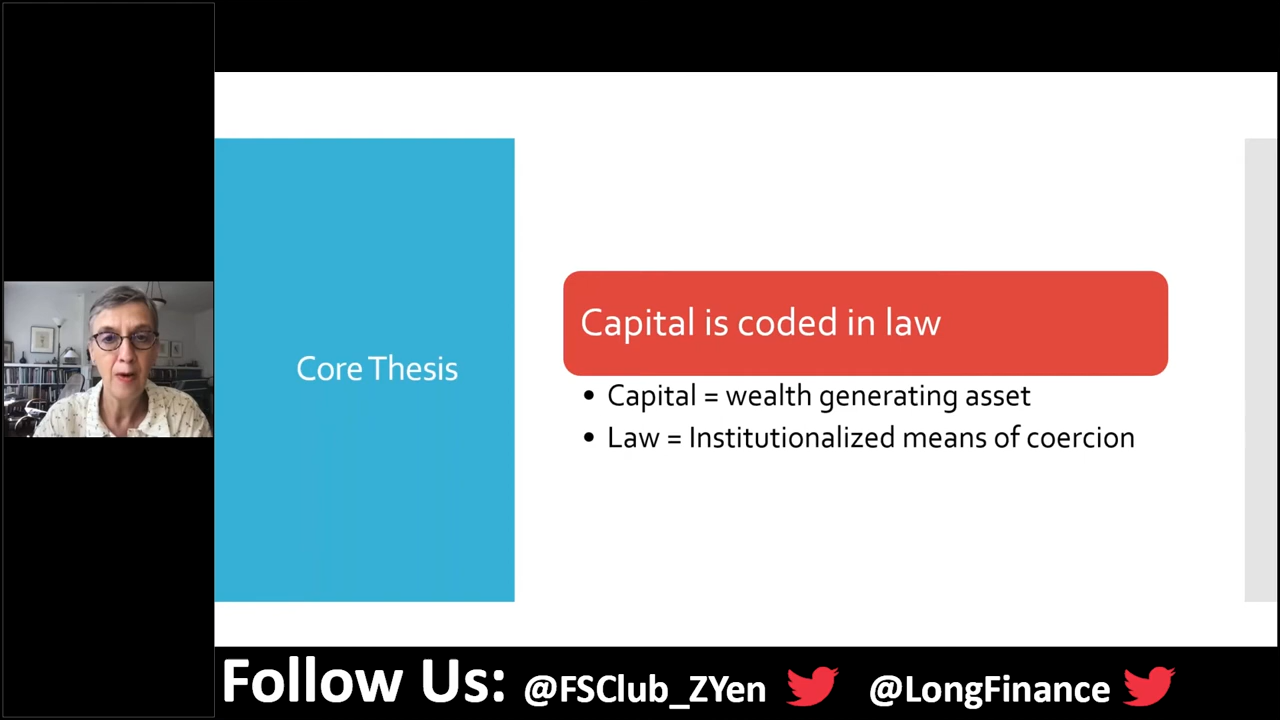 Core Thesis
Capital is coded in law
• Capital = wealth generating asset
• Law = Institutionalized means of coercion
Follow Us: @FSClub_ZYen @LongFinance